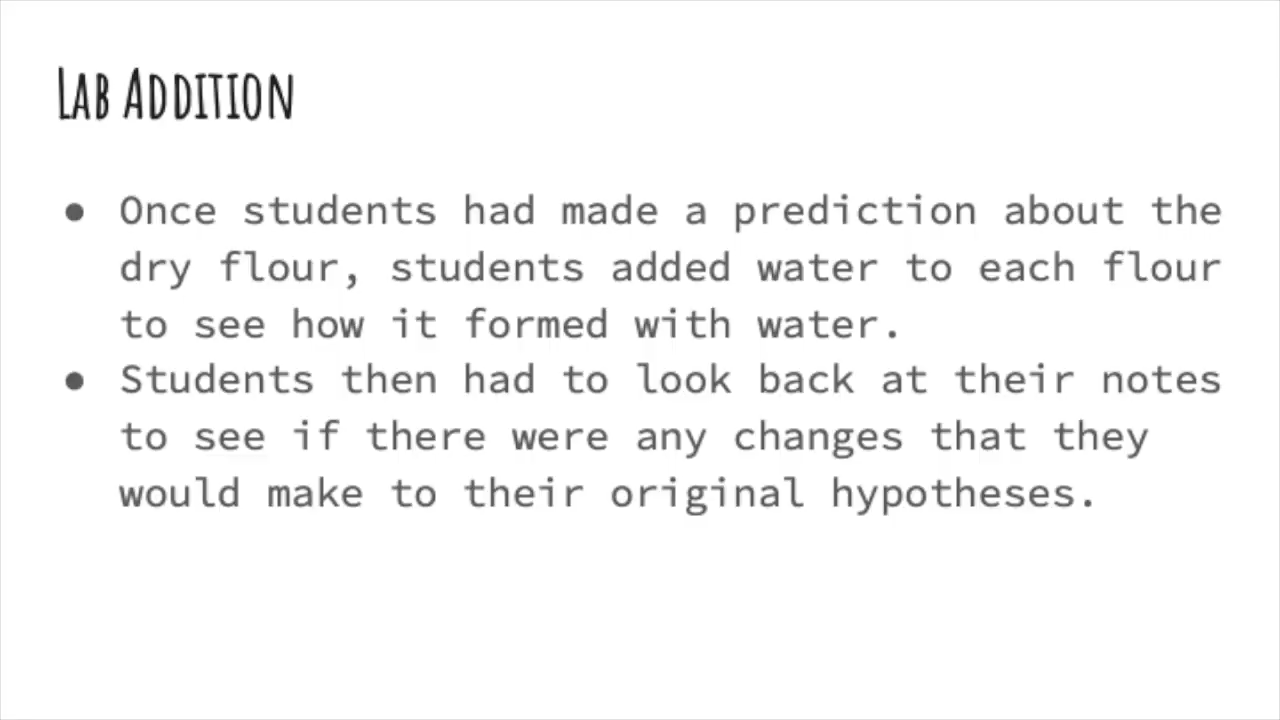 Lab Addition
● Once students had made a prediction about the
dry flour, students added water to each flour
to see how it formed with water.
● Students then had to look back at their notes
to see if there were any changes that they
would make to their original hypotheses.